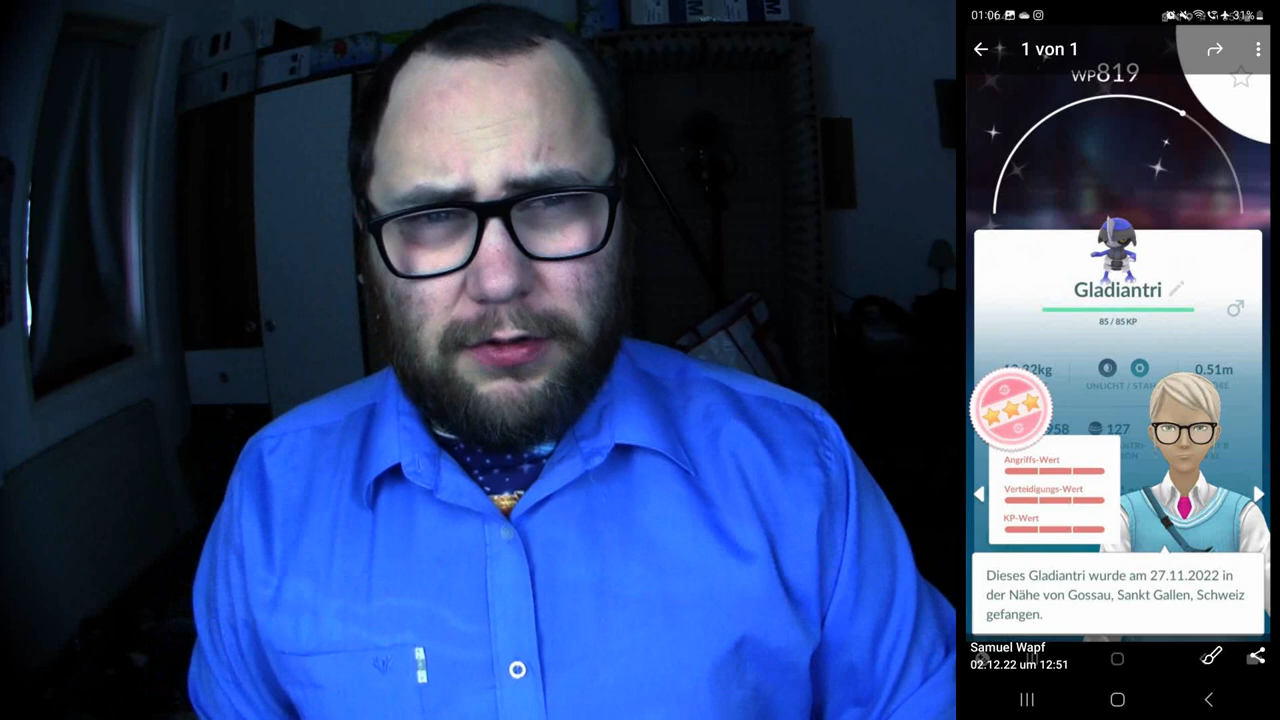 01:06
31%
1 von 1
WP819
Gladiantri
85 / 85 KP
0.51m
UNLICHT /
127
Angriffs-Wert
Verteidigungs-Wert
KP-Wert
Dieses Gladiantri wurde am 27.11.2022 in
der Nähe von Gossau, Sankt Gallen, Schweiz
gefangen.
Samuel Wapf
02.12.22 um 12:51